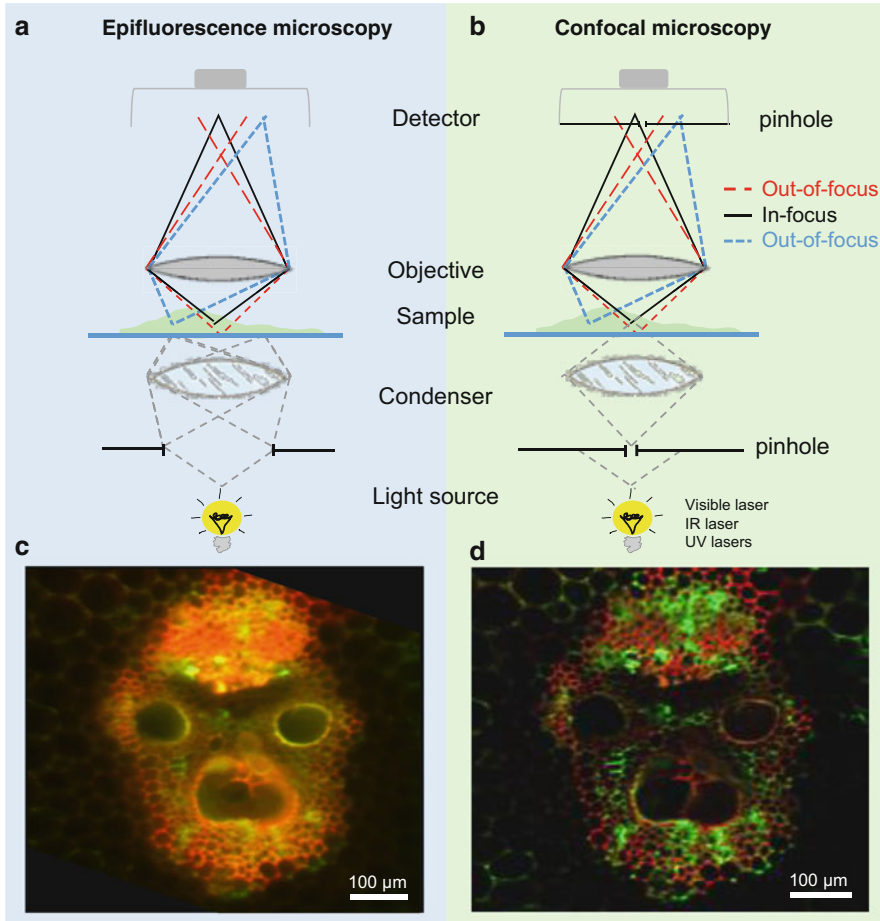 a Epifluorescence microscopy
b Confocal microscopy
Detector
pinhole
Out-of-focus
In-focus
Out-of-focus
Objective
Sample
Condenser
pinhole
Light source
Visible laser
IR laser
UV lasers
c
d
100 µm
100 µm